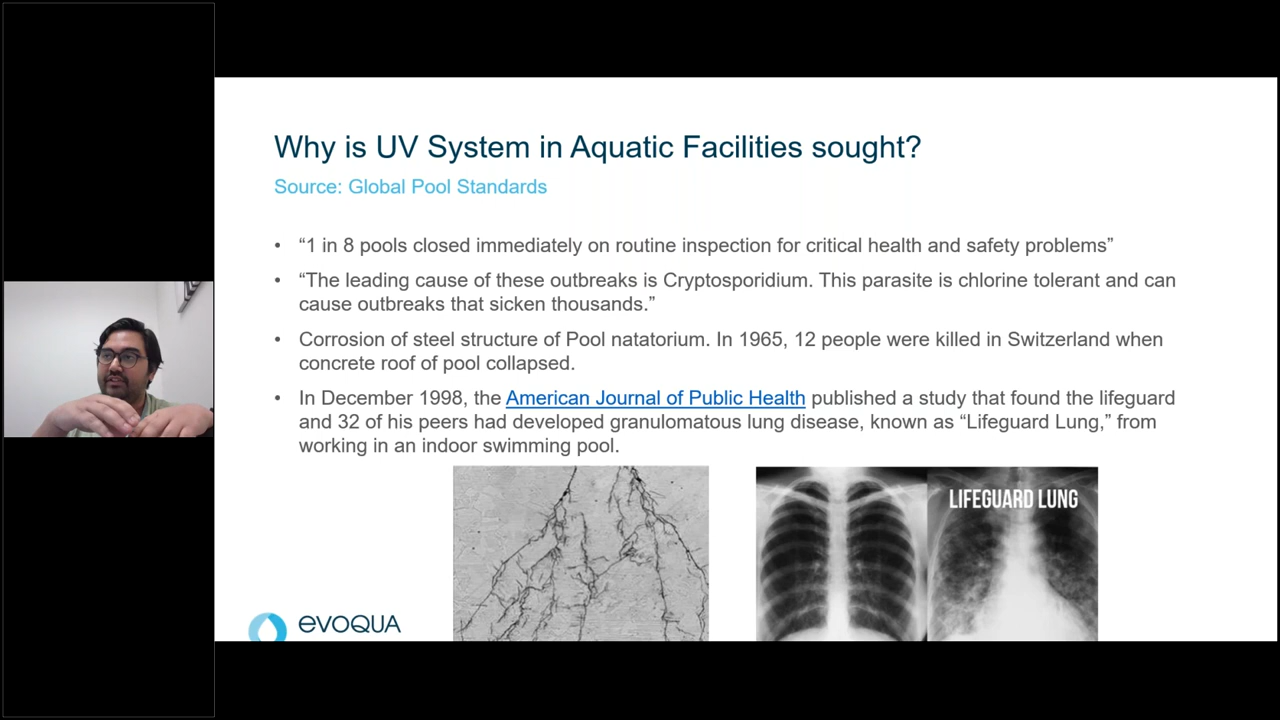 Why is UV System in Aquatic Facilities sought?
Source: Global Pool Standards
• “1 in 8 pools closed immediately on routine inspection for critical health and safety problems”
• “The leading cause of these outbreaks is Cryptosporidium. This parasite is chlorine tolerant and can
cause outbreaks that sicken thousands.”
• Corrosion of steel structure of Pool natatorium. In 1965, 12 people were killed in Switzerland when
concrete roof of pool collapsed.
• In December 1998, the American Journal of Public Health published a study that found the lifeguard
and 32 of his peers had developed granulomatous lung disease, known as “Lifeguard Lung,” from
working in an indoor swimming pool.
LIFEGUARD LUNG
evoqua